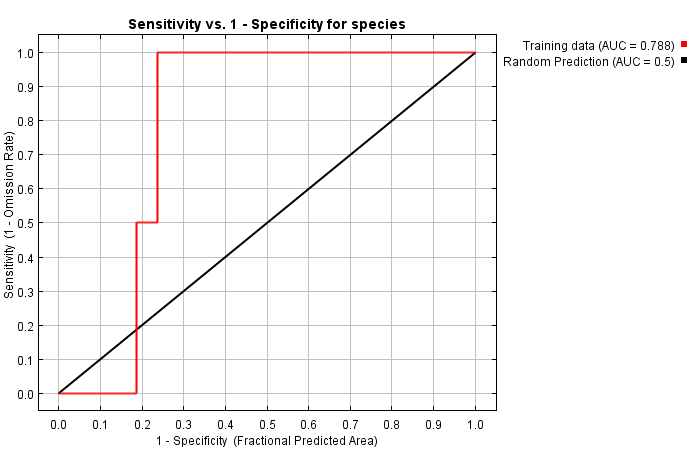 Sensitivity vs. 1 - Specificity for species
Training data (AUC = 0.788)
Random Prediction (AUC = 0.5)
Sensitivity (1 - Omission Rate)
1.0
0.9
0.8
0.7
0.6
0.5
0.4
0.3
0.2
0.1
0.0
0.0 0.1 0.2 0.3 0.4 0.5 0.6 0.7 0.8 0.9 1.0
1 - Specificity (Fractional Predicted Area)